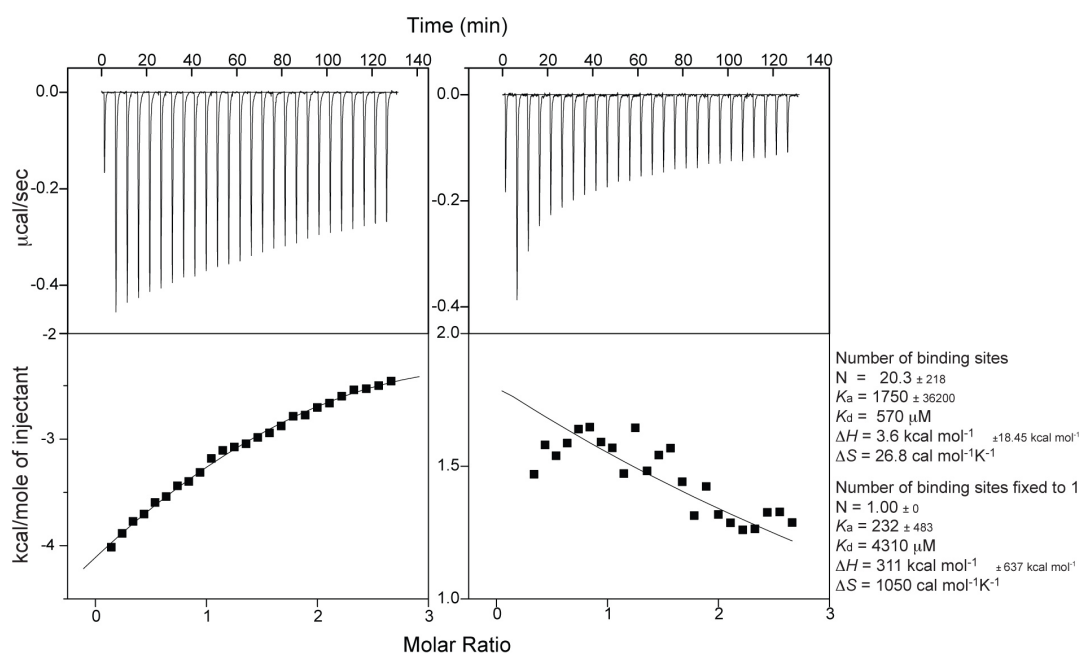 Time (min)
0 20 40 60 80 100 120 140
0 20 40 60 80 100 120 140
0.0
-0.2
-0.4
-2
µcal/sec
0.0
-0.2
-0.4
2.0
-3
-4
kcal/mole of injectant
1.5
1.0
0 1 2 3
0 1 2 3
Molar Ratio
Number of binding sites
N = 20.3 ± 218
Ka = 1750 ± 36200
Kd = 570 µM
ΔH = 3.6 kcal mol-1 ±18.45 kcal mol-1
ΔS = 26.8 cal mol-1K-1
Number of binding sites fixed to 1
N = 1.00 ± 0
Ka = 232 ± 483
Kd = 4310 µM
ΔH = 311 kcal mol-1 ± 637 kcal mol-1
ΔS = 1050 cal mol-1K-1